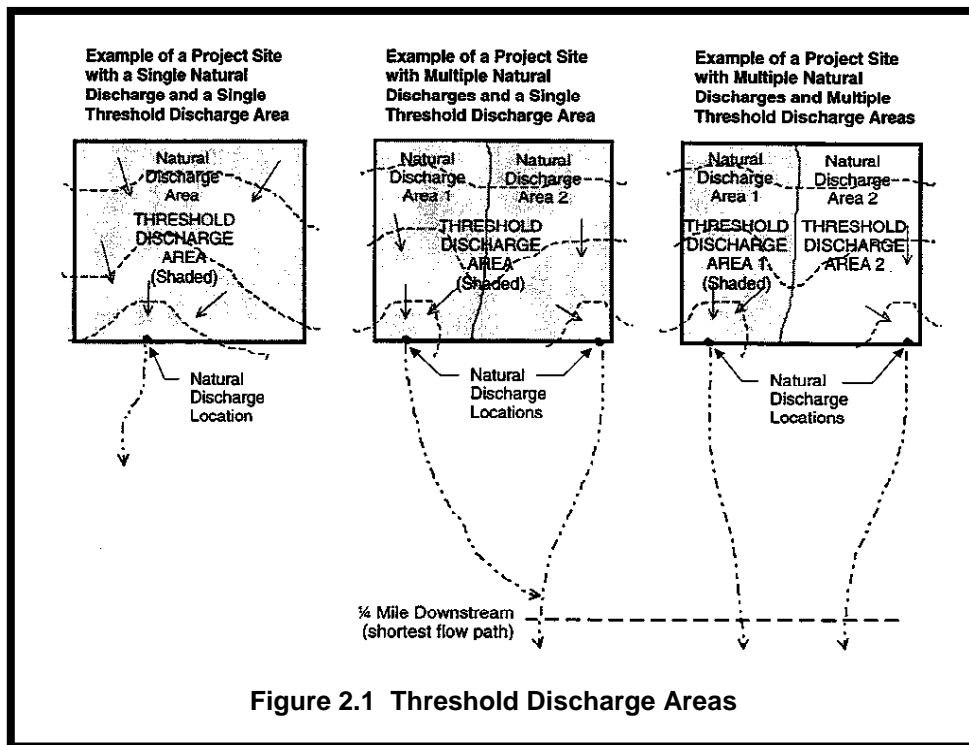 Example of a Project Site
with a Single Natural
Discharge and a Single
Threshold Discharge Area
Natural
Discharge
Area
THRESHOLD
DISCHARGE
AREA
(Shaded)
Natural
Discharge
Location
Example of a Project Site
with Multiple Natural
Discharges and a Single
Threshold Discharge Area
Natural
Discharge
Area 1
Natural
Discharge
Area 2
THRESHOLD
DISCHARGE
AREA
(Shaded)
Natural
Discharge
Locations
Example of a Project Site
with Multiple Natural
Discharges and Multiple
Threshold Discharge Areas
Natural
Discharge
Area 1
Natural
Discharge
Area 2
THRESHOLD
DISCHARGE
AREA 1
(Shaded)
THRESHOLD
DISCHARGE
AREA 2
Natural
Discharge
Locations
¼ Mile Downstream
(shortest flow path)
Figure 2.1 Threshold Discharge Areas